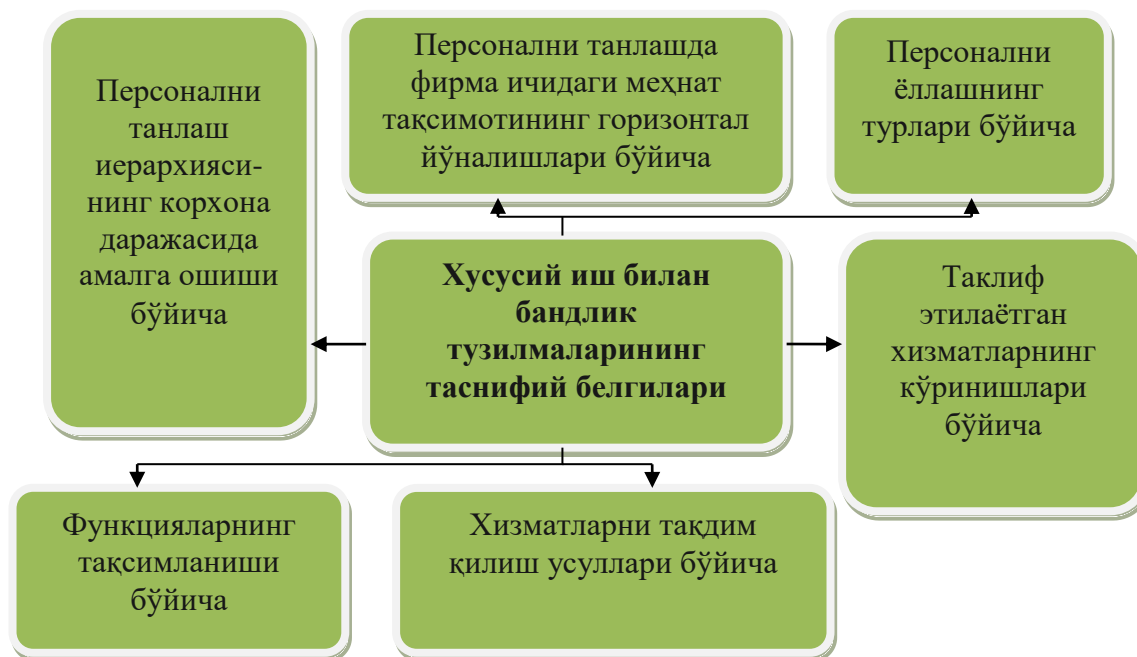 Персонални
танлаш
иерархияси-
нинг корхона
даражасида
амалга ошиши
бўйича
Персонални танлашда
фирма ичидаги меҳнат
тақсимотининг горизонтал
йўналишлари бўйича
Персонални
ёллашнинг
турлари бўйича
Хусусий иш билан
бандлик
тузилмаларининг
таснифий белгилари
Таклиф
этилаётган
хизматларнинг
кўринишлари
бўйича
Функцияларнинг
тақсимланиши
бўйича
Хизматларни тақдим
қилиш усуллари бўйича